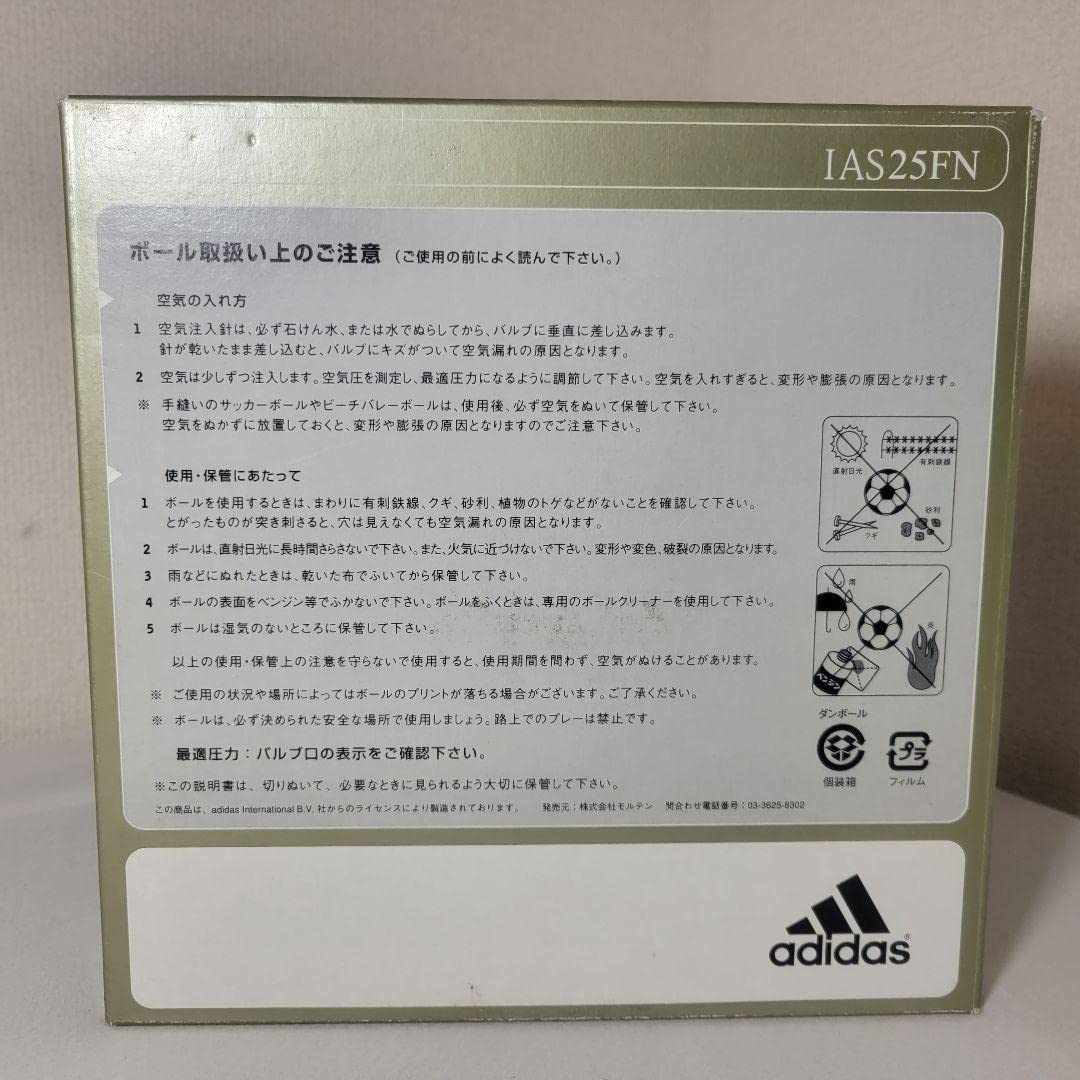 IAS25FN
ボール取扱い上のご注意 (ご使用の前によく読んで下さい。)
空気の入れ方
1 空気注入針は、必ず石けん水、または水でぬらしてから、バルブに垂直に差し込みます。
針が乾いたまま差し込むと、バルブにキズがついて空気漏れの原因となります。
2 空気は少しずつ注入します。空気圧を測定し、最適圧力になるように調節して下さい。空気を入れすぎると、変形や膨張の原因となります。
※ 手縫いのサッカーボールやビーチバレーボールは、使用後、必ず空気をぬいて保管して下さい。
空気をぬかずに放置しておくと、変形や膨張の原因となりますのでご注意下さい。
使用・保管にあたって
1 ボールを使用するときは、まわりに有刺鉄線、クギ、砂利、植物のトゲなどがないことを確認して下さい。
とがったものが突き刺さると、穴は見えなくても空気漏れの原因となります。
2 ボールは、直射日光に長時間さらさないで下さい。また、火気に近づけないで下さい。変形や変色、破裂の原因となります。
3 雨などにぬれたときは、乾いた布でふいてから保管して下さい。
4 ボールの表面をベンジン等でふかないで下さい。ボールをふくときは、専用のボールクリーナーを使用して下さい。
5 ボールは湿気のないところに保管して下さい。
以上の使用・保管上の注意を守らないで使用すると、使用期間を問わず、空気がぬけることがあります。
※ ご使用の状況や場所によってはボールのプリントが落ちる場合がございます。ご了承ください。
※ ボールは、必ず決められた安全な場所で使用しましょう。路上でのプレーは禁止です。
最適圧力：バルブ口の表示をご確認下さい。
※この説明書は、切りぬいて、必要なときに見られるよう大切に保管して下さい。
この商品は、adidas International B.V. 社からのライセンスにより製造されております。 発売元：株式会社モルテン 問合わせ電話番号：03-3625-8302
直射日光
有刺鉄線
砂利
クギ
雨
炎
ベンジン
ダンボール
プラ
個装箱 フィルム
adidas®